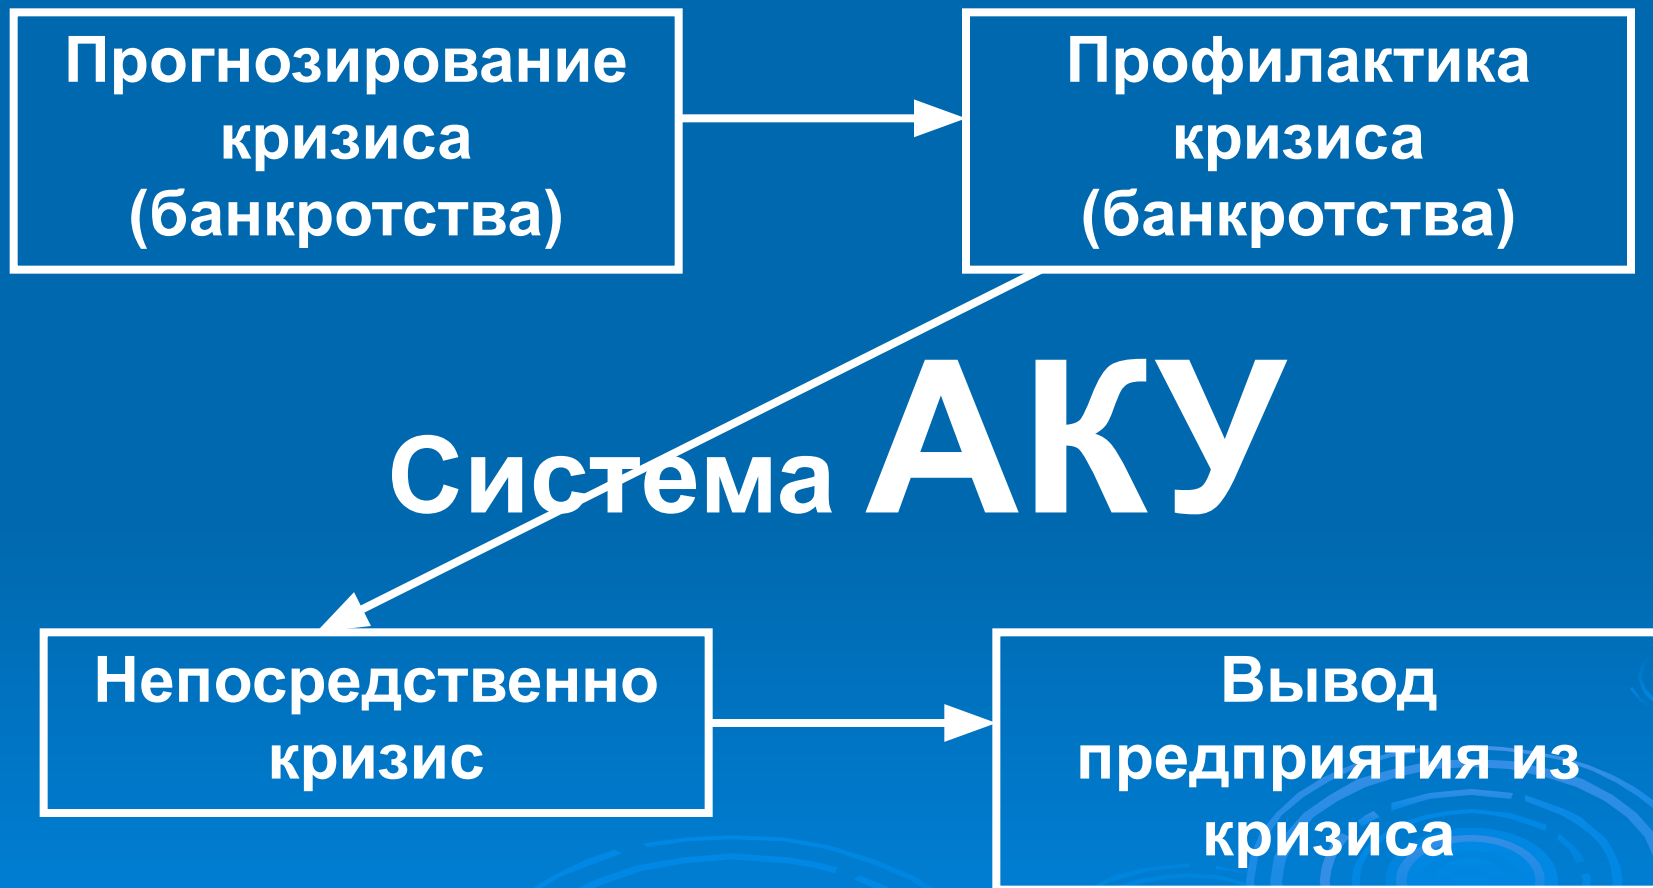 Прогнозирование
кризиса
(банкротства)
Профилактика
кризиса
(банкротства)
Система АКУ
Непосредственно
кризис
Вывод
предприятия из
кризиса